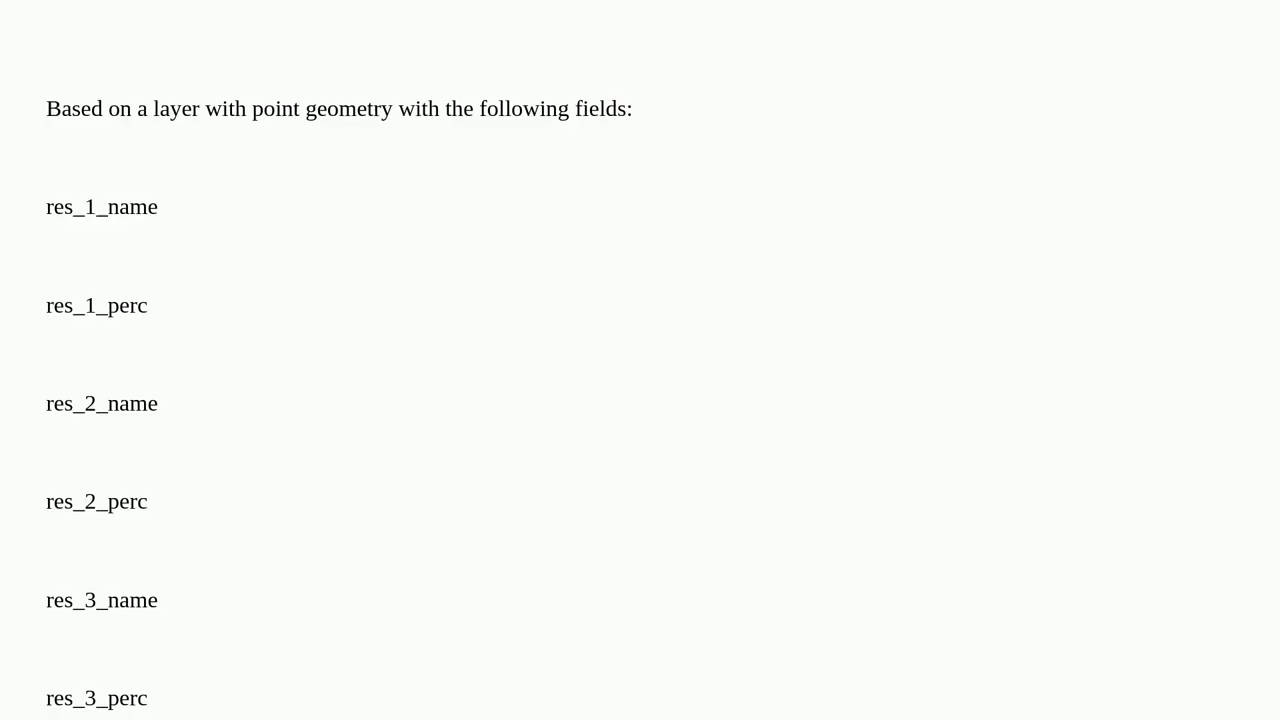 Based on a layer with point geometry with the following fields:
res_1_name
res_1_perc
res_2_name
res_2_perc
res_3_name
res_3_perc